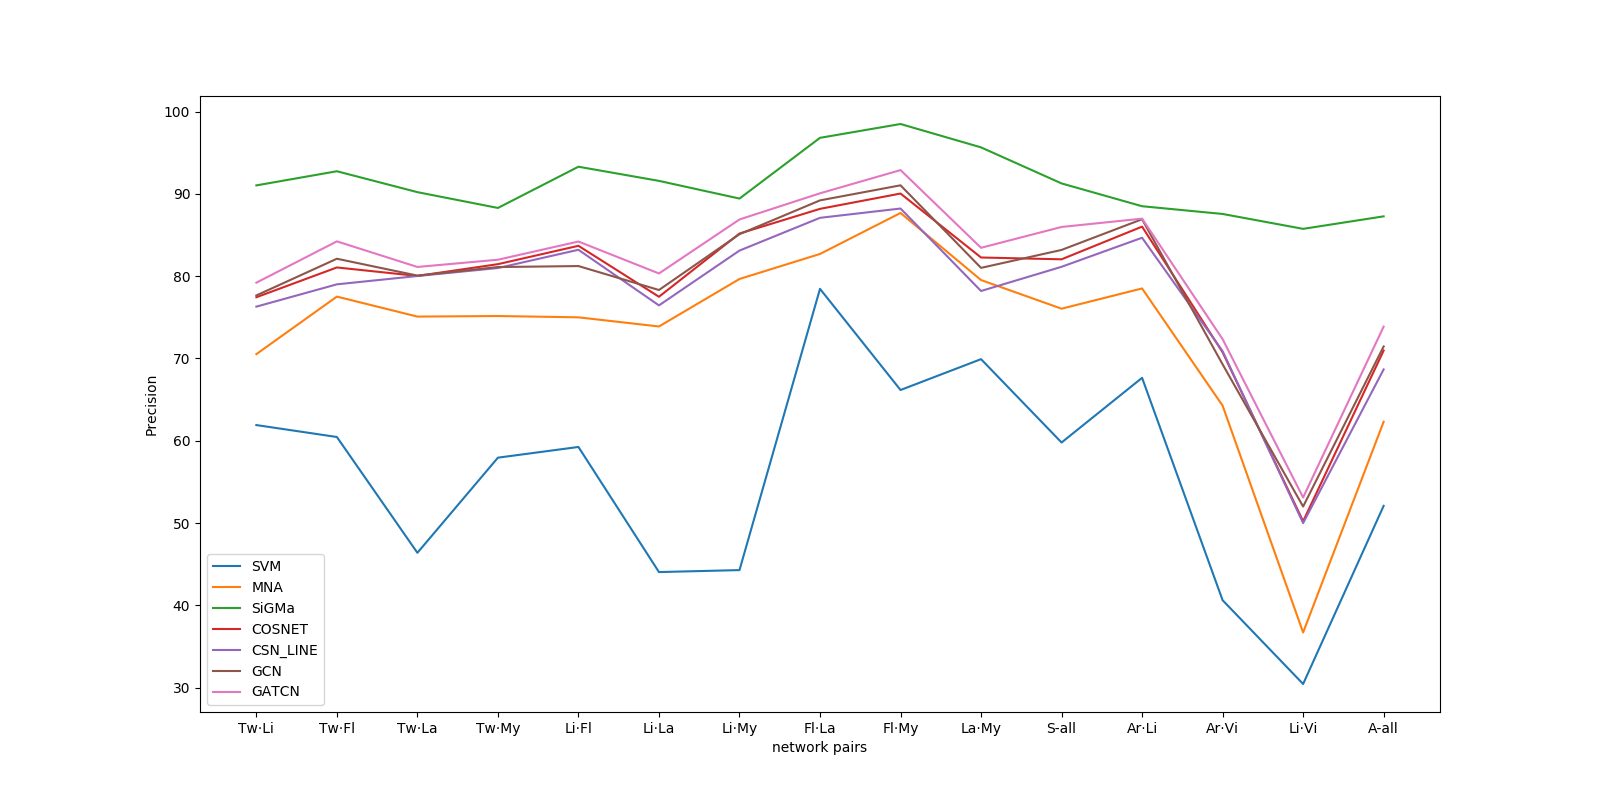 100
90
80
70
60
50
40
30
Precision
SVM
MNA
SiGMa
COSNET
CSN_LINE
GCN
GATCN
Tw·Li Tw·Fl Tw·La Tw·My Li·Fl Li·La Li·My Fl·La Fl·My La·My S-all Ar·Li Ar·Vi Li·Vi A-all
network pairs